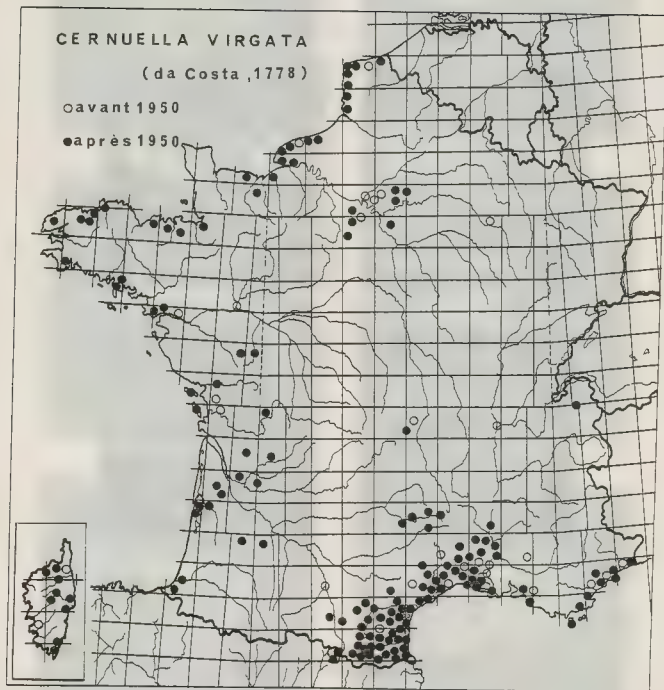 CERNUELLA VIRGATA
(da Costa, 1778)
○avant 1950
●après 1950